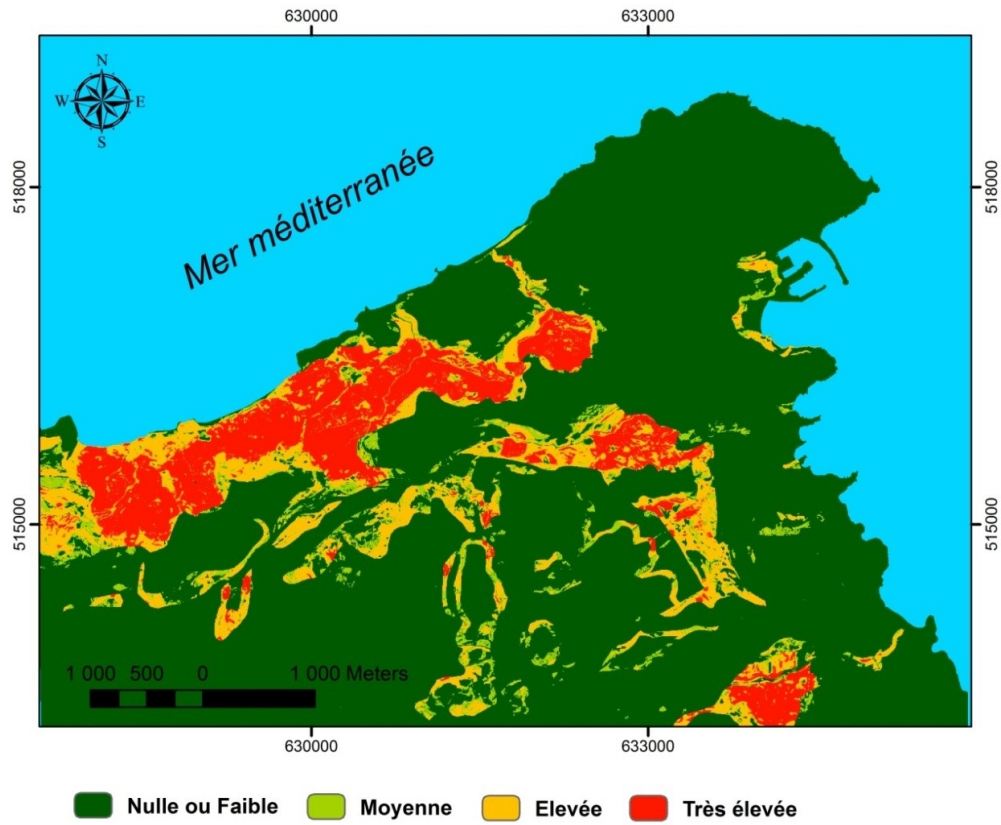 630000 633000
N
W E
S
518000 518000
Mer méditerranée
515000 515000
1 000 500 0 1 000 Meters
630000 633000
Nulle ou Faible Moyenne Elevée Très élevée